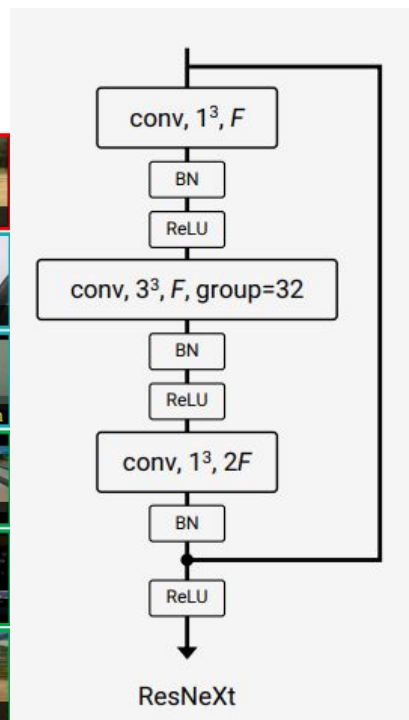 conv, 1³, F
BN
ReLU
conv, 3³, F, group=32
BN
ReLU
conv, 1³, 2F
BN
ReLU
ResNeXt